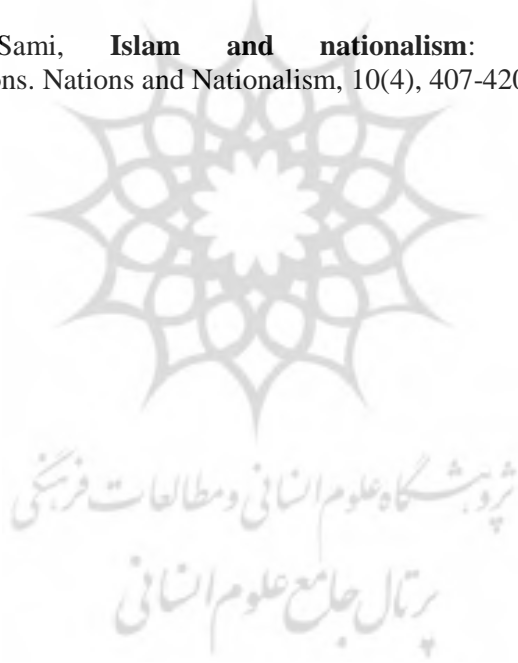 Sami, Islam and nationalism:
ons. Nations and Nationalism, 10(4), 407-420
پژوهشگاه علوم انسانی و مطالعات فرهنگی
پرتال جامع علوم انسانی